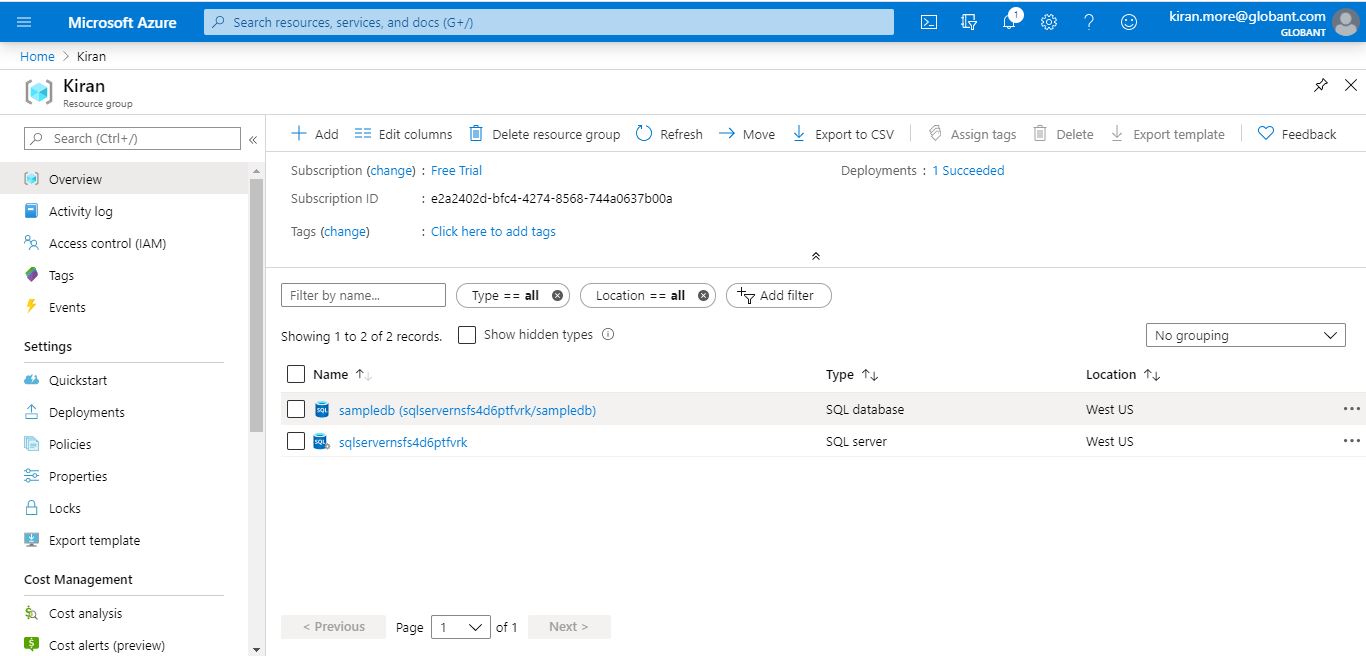 Microsoft Azure
Search resources, services, and docs (G+/)
1
kiran.more@globant.com
GLOBANT
Home > Kiran
Kiran
Resource group
Search (Ctrl+/)
«
Overview
Activity log
Access control (IAM)
Tags
Events
Settings
Quickstart
Deployments
Policies
Properties
Locks
Export template
Cost Management
Cost analysis
Cost alerts (preview)
Add
Edit columns
Delete resource group
Refresh
Move
Export to CSV
Assign tags
Delete
Export template
Feedback
Subscription (change) : Free Trial
Deployments : 1 Succeeded
Subscription ID : e2a2402d-bfc4-4274-8568-744a0637b00a
Tags (change) : Click here to add tags
Filter by name...
Type == all
Location == all
Add filter
Showing 1 to 2 of 2 records.
Show hidden types
No grouping
Name Type Location
SQL sampledb (sqlservernsfs4d6ptfvrk/sampledb) SQL database West US
SQL sqlservernsfs4d6ptfvrk SQL server West US
< Previous Page 1 of 1 Next >